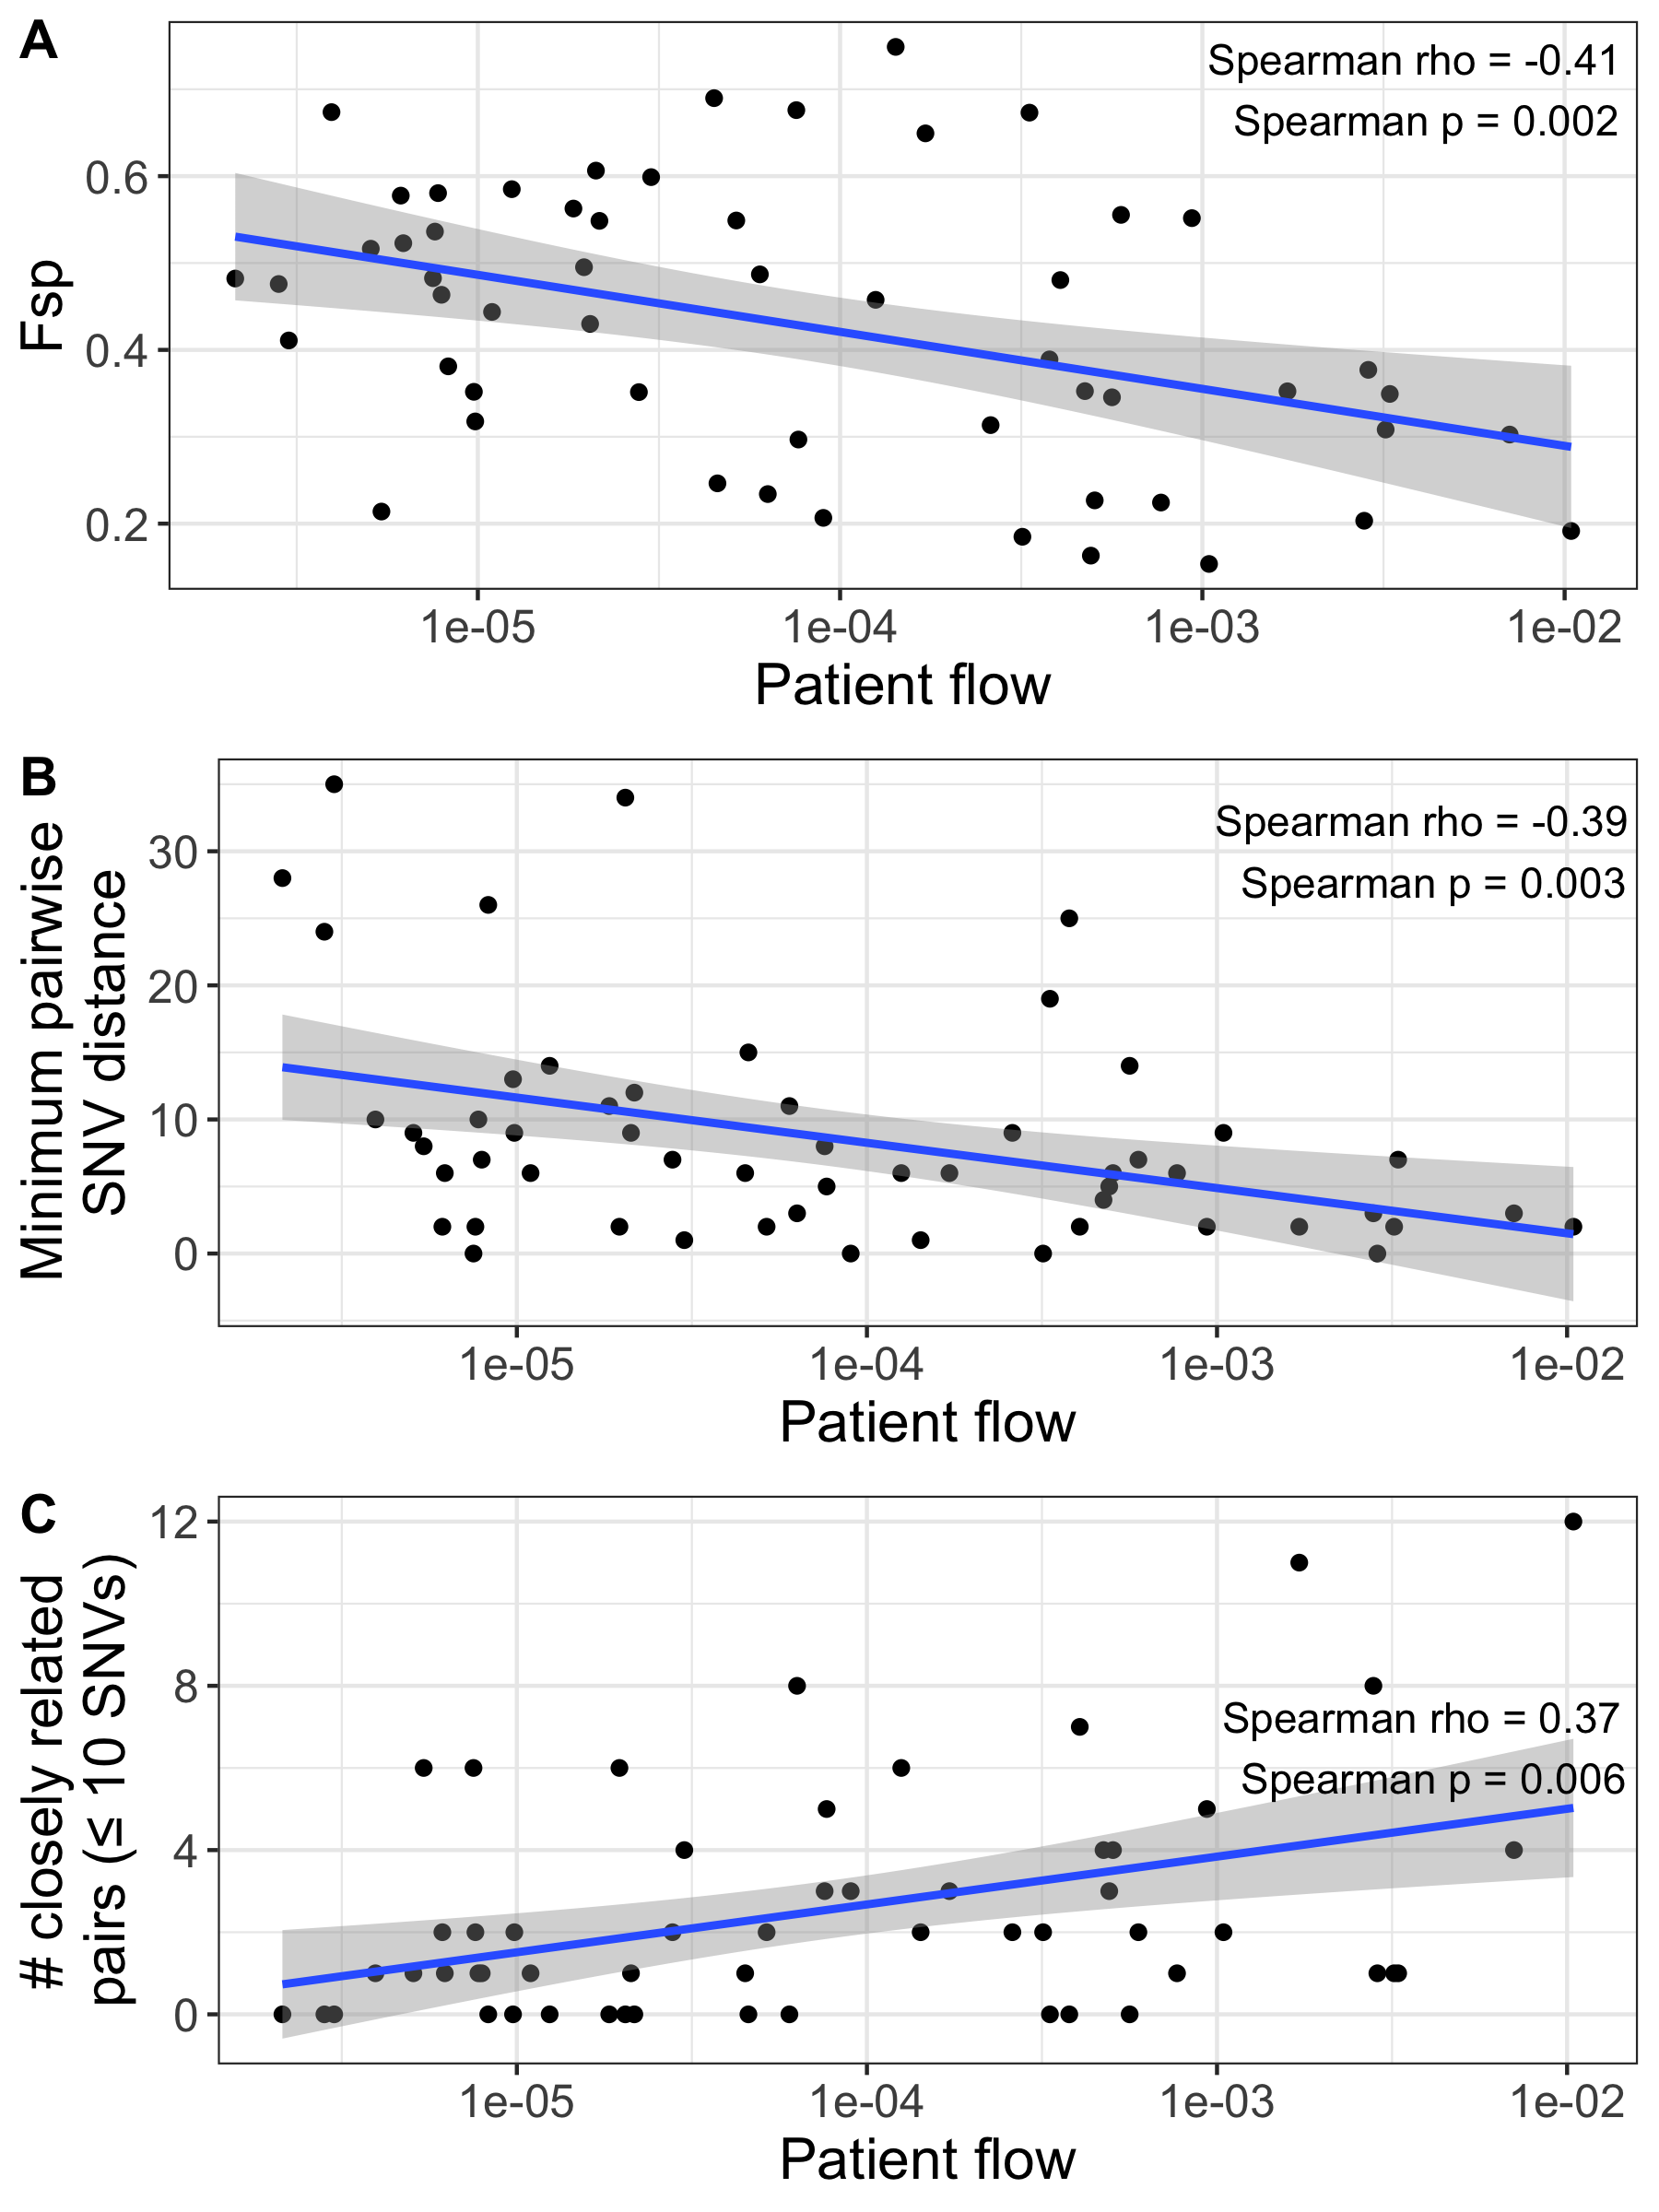 A
Spearman rho = -0.41
Spearman p = 0.002
Fsp
0.6
0.4
0.2
1e-05 1e-04 1e-03 1e-02
Patient flow
B
Spearman rho = -0.39
Spearman p = 0.003
Minimum pairwise
SNV distance
30
20
10
0
1e-05 1e-04 1e-03 1e-02
Patient flow
C
Spearman rho = 0.37
Spearman p = 0.006
# closely related
pairs (≤ 10 SNVs)
12
8
4
0
1e-05 1e-04 1e-03 1e-02
Patient flow